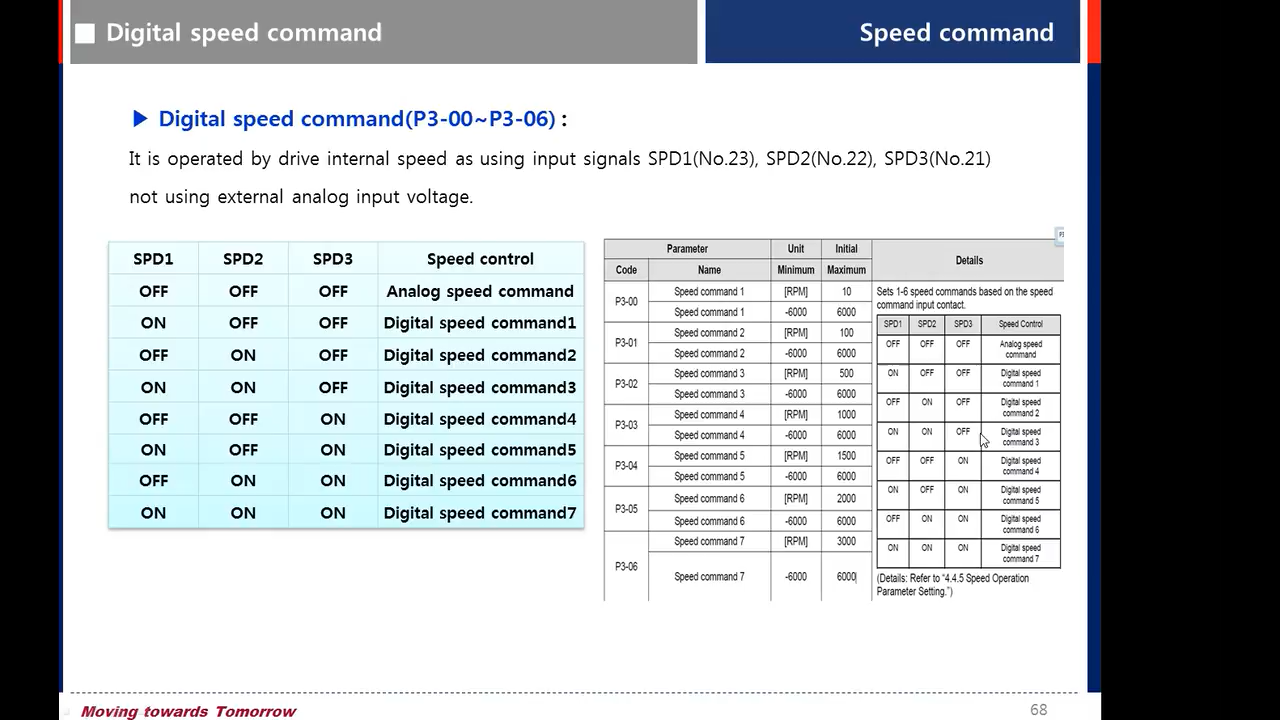 Digital speed command
Speed command
▶ Digital speed command(P3-00~P3-06) :
It is operated by drive internal speed as using input signals SPD1(No.23), SPD2(No.22), SPD3(No.21)
not using external analog input voltage.
SPD1 SPD2 SPD3 Speed control
OFF OFF OFF Analog speed command
ON OFF OFF Digital speed command1
OFF ON OFF Digital speed command2
ON ON OFF Digital speed command3
OFF OFF ON Digital speed command4
ON OFF ON Digital speed command5
OFF ON ON Digital speed command6
ON ON ON Digital speed command7
Parameter Unit Initial Details
Code Name Minimum Maximum
P3-00 Speed command 1 [RPM] 10
Speed command 1 -6000 6000
P3-01 Speed command 2 [RPM] 100
Speed command 2 -6000 6000
P3-02 Speed command 3 [RPM] 500
Speed command 3 -6000 6000
P3-03 Speed command 4 [RPM] 1000
Speed command 4 -6000 6000
P3-04 Speed command 5 [RPM] 1500
Speed command 5 -6000 6000
P3-05 Speed command 6 [RPM] 2000
Speed command 6 -6000 6000
P3-06 Speed command 7 [RPM] 3000
Speed command 7 -6000 6000
Sets 1-6 speed commands based on the speed
command input contact.
SPD1 SPD2 SPD3 Speed Control
OFF OFF OFF Analog speed
command
ON OFF OFF Digital speed
command 1
OFF ON OFF Digital speed
command 2
ON ON OFF Digital speed
command 3
OFF OFF ON Digital speed
command 4
ON OFF ON Digital speed
command 5
OFF ON ON Digital speed
command 6
ON ON ON Digital speed
command 7
(Details: Refer to “4.4.5 Speed Operation
Parameter Setting.”)
Moving towards Tomorrow
68